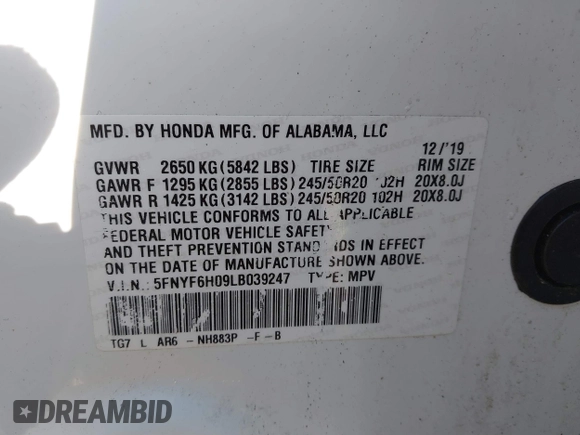 MFD. BY HONDA MFG. OF ALABAMA, LLC
12/'19
GVWR 2650 KG (5842 LBS) TIRE SIZE RIM SIZE
GAWR F 1295 KG (2855 LBS) 245/50R20 102H 20X8.0J
GAWR R 1425 KG (3142 LBS) 245/50R20 102H 20X8.0J
THIS VEHICLE CONFORMS TO ALL APPLICABLE
FEDERAL MOTOR VEHICLE SAFETY
AND THEFT PREVENTION STANDARDS IN EFFECT
ON THE DATE OF MANUFACTURE SHOWN ABOVE.
V.I.N.: 5FNYF6H09LB039247 TYPE: MPV
TG7 L AR6 - NH883P -F -B
DREAMBID